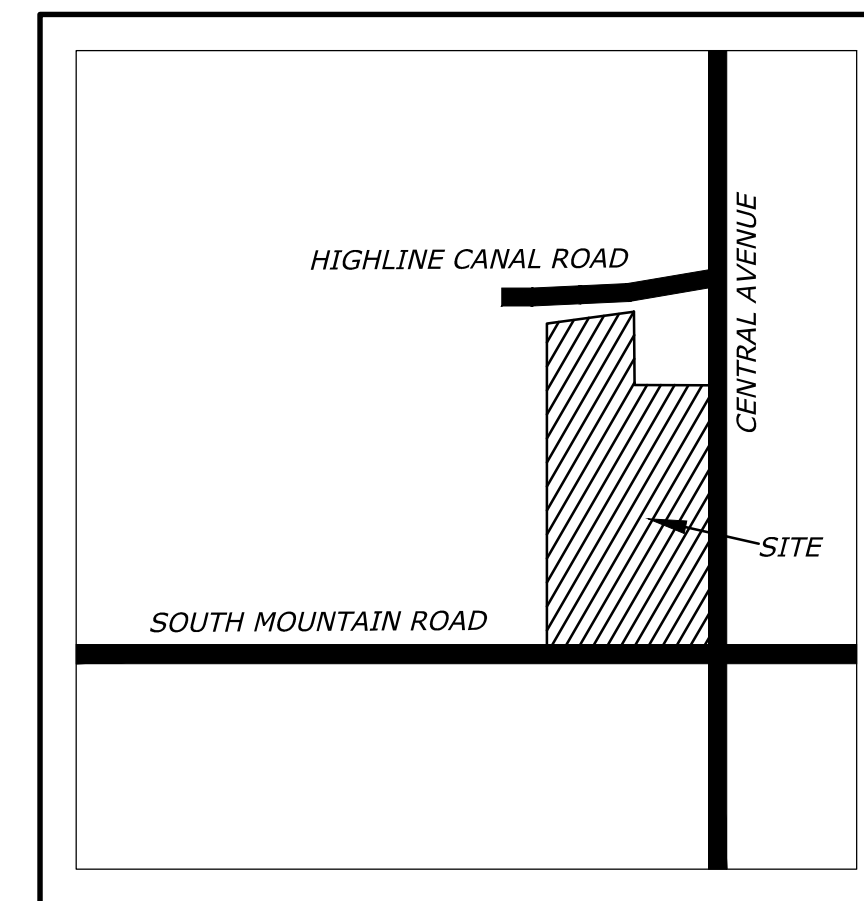 HIGHLINE CANAL ROAD
CENTRAL AVENUE
SITE
SOUTH MOUNTAIN ROAD